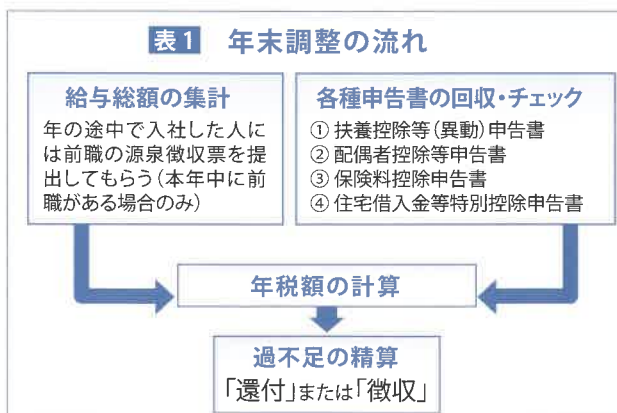 表1 年末調整の流れ
給与総額の集計
年の途中で入社した人に
は前職の源泉徴収票を提
出してもらう(本年中に前
職がある場合のみ)
各種申告書の回収・チェック
① 扶養控除等(異動)申告書
② 配偶者控除等申告書
③ 保険料控除申告書
④ 住宅借入金等特別控除申告書
年税額の計算
過不足の精算
「還付」または「徴収」